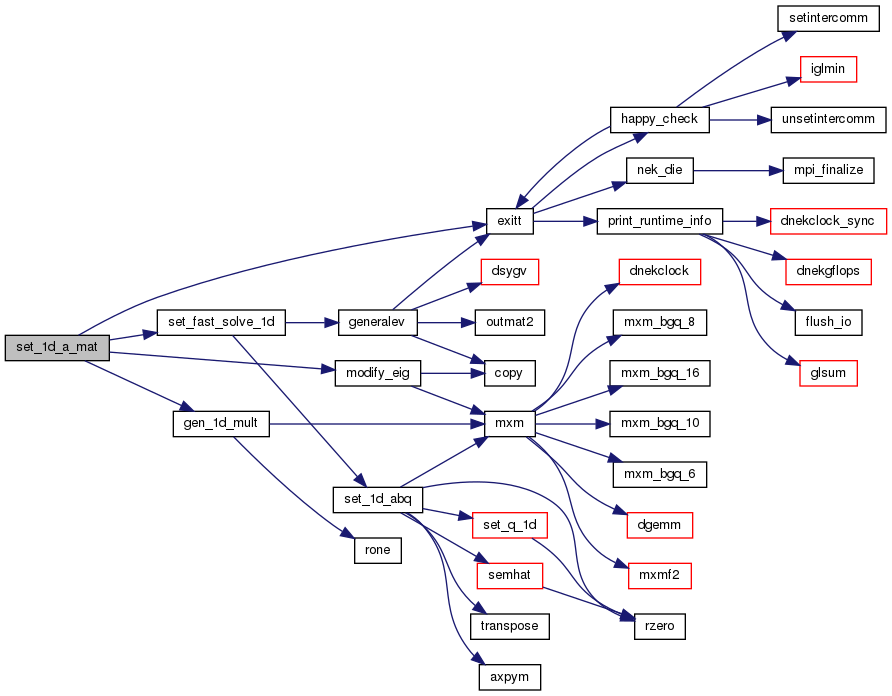 setintercomm
iglmin
happy_check
unsetintercomm
nek_die
mpi_finalize
exitt
print_runtime_info
dnekclock_sync
dsygv
dnekclock
dnekgflops
set_fast_solve_1d
generalev
outmat2
mxm_bgq_8
flush_io
set_1d_a_mat
modify_eig
copy
mxm_bgq_16
glsum
gen_1d_mult
mxm
mxm_bgq_10
mxm_bgq_6
set_1d_abq
set_q_1d
dgemm
rone
semhat
mxmf2
transpose
rzero
axpym